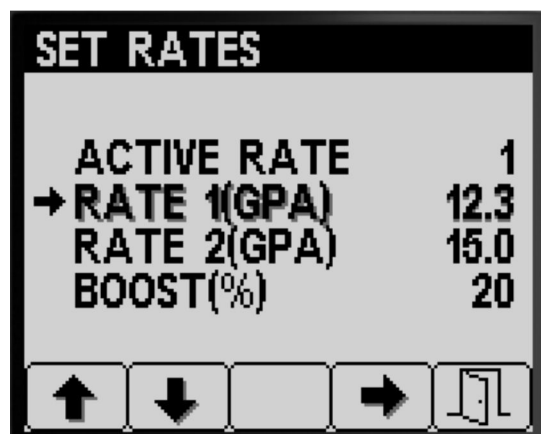 SET RATES
ACTIVE RATE 1
RATE 1(GPA) 12.3
RATE 2(GPA) 15.0
BOOST(%) 20